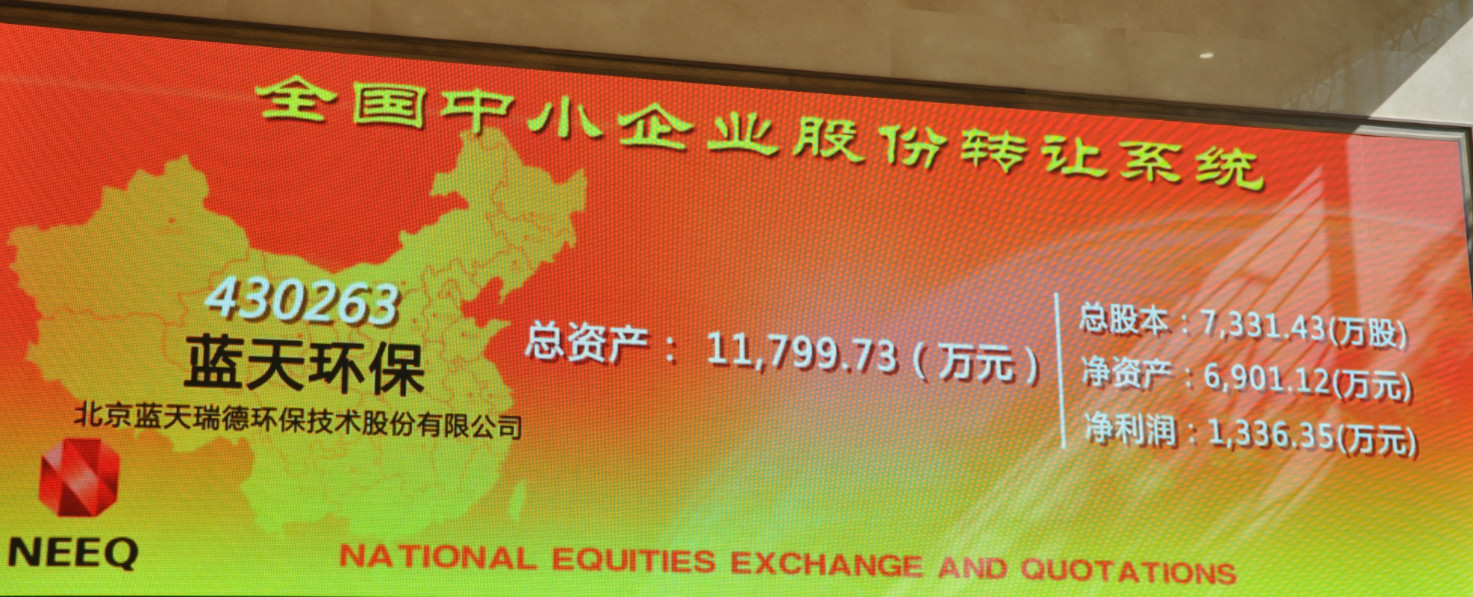 全国中小企业股份转让系统
430263
蓝天环保
北京蓝天瑞德环保技术股份有限公司
总资产：11,799.73（万元）
总股本：7,331.43(万股)
净资产：6,901.12(万元)
净利润：1,336.35(万元)
NEEQ
NATIONAL EQUITIES EXCHANGE AND QUOTATIONS